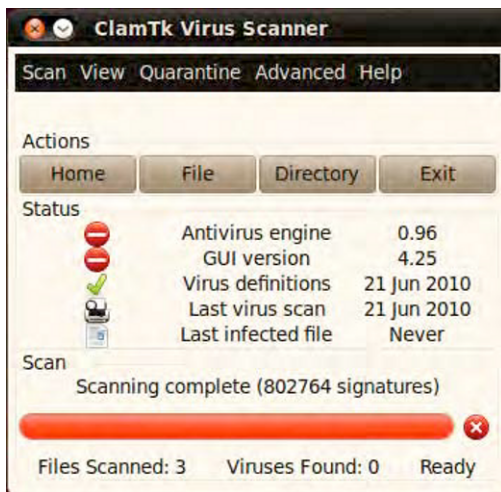 ClamTk Virus Scanner
Scan View Quarantine Advanced Help
Actions
Home File Directory Exit
Status
Antivirus engine 0.96
GUI version 4.25
Virus definitions 21 Jun 2010
Last virus scan 21 Jun 2010
Last infected file Never
Scan
Scanning complete (802764 signatures)
Files Scanned: 3 Viruses Found: 0 Ready